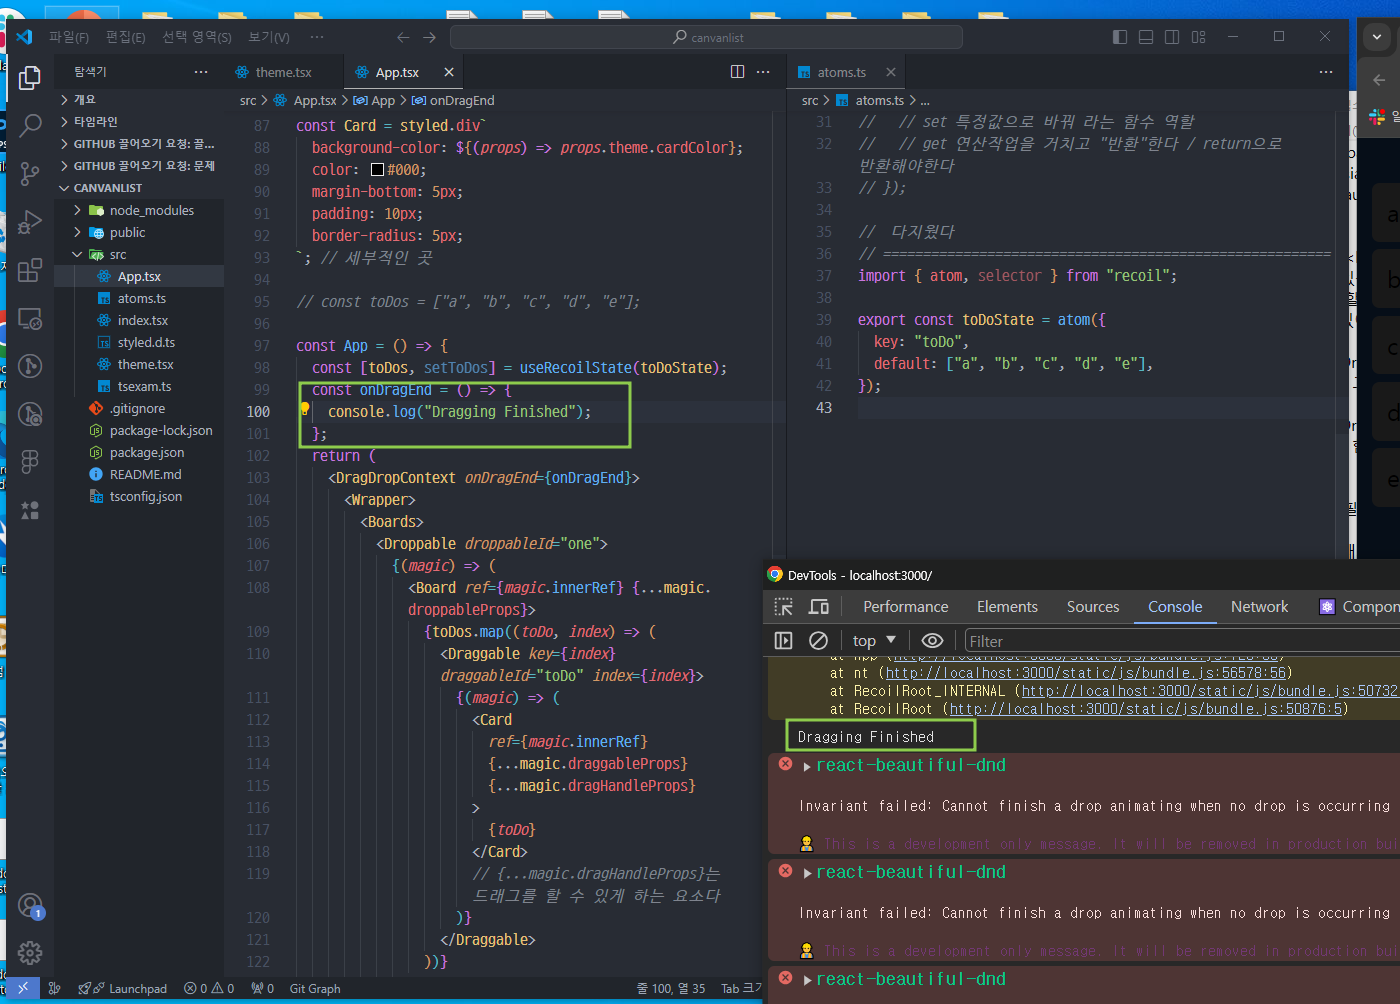 파일(F) 편집(E) 선택 영역(S) 보기(V) ···
canvanlist
탐색기
개요
타임라인
GITHUB 끌어오기 요청: 끌...
GITHUB 끌어오기 요청: 문제
CANVANLIST
node_modules
public
src
App.tsx
atoms.ts
index.tsx
styled.d.ts
theme.tsx
tsexam.ts
.gitignore
package-lock.json
package.json
README.md
tsconfig.json
theme.tsx App.tsx
src > App.tsx > App > onDragEnd
87 const Card = styled.div`
88 background-color: ${(props) => props.theme.cardColor};
89 color: #000;
90 margin-bottom: 5px;
91 padding: 10px;
92 border-radius: 5px;
93 `; // 세부적인 곳
94
95 // const toDos = ["a", "b", "c", "d", "e"];
96
97 const App = () => {
98 const [toDos, setToDos] = useRecoilState(toDoState);
99 const onDragEnd = () => {
100 console.log("Dragging Finished");
101 };
102 return (
103 <DragDropContext onDragEnd={onDragEnd}>
104 <Wrapper>
105 <Boards>
106 <Droppable droppableId="one">
107 {(magic) => (
108 <Board ref={magic.innerRef} {...magic.
droppableProps}>
109 {toDos.map((toDo, index) => (
110 <Draggable key={index}
draggableId="toDo" index={index}>
111 {(magic) => (
112 <Card
113 ref={magic.innerRef}
114 {...magic.draggableProps}
115 {...magic.dragHandleProps}
116 >
117 {toDo}
118 </Card>
119 // {...magic.dragHandleProps}는
드래그를 할 수 있게 하는 요소다
120 )}
121 </Draggable>
122 ))}
atoms.ts
src > atoms.ts > ...
31 // // set 특정값으로 바꿔 라는 함수 역할
32 // // get 연산작업을 거치고 "반환"한다 / return으로
반환해야한다
33 // });
34
35 // 다지웠다
36 // ========================================================
37 import { atom, selector } from "recoil";
38
39 export const toDoState = atom({
40 key: "toDo",
41 default: ["a", "b", "c", "d", "e"],
42 });
43
a
b
c
d
e
DevTools - localhost:3000/
Performance Elements Sources Console Network Compon
top Filter
at nt (http://localhost:3000/static/js/bundle.js:56578:56)
at RecoilRoot_INTERNAL (http://localhost:3000/static/js/bundle.js:50732
at RecoilRoot (http://localhost:3000/static/js/bundle.js:50876:5)
Dragging Finished
react-beautiful-dnd
Invariant failed: Cannot finish a drop animating when no drop is occurring
This is a development only message. It will be removed in production bui
react-beautiful-dnd
Invariant failed: Cannot finish a drop animating when no drop is occurring
This is a development only message. It will be removed in production bui
react-beautiful-dnd
1
Launchpad 0 0 0 Git Graph
줄 100, 열 35 Tab 크기